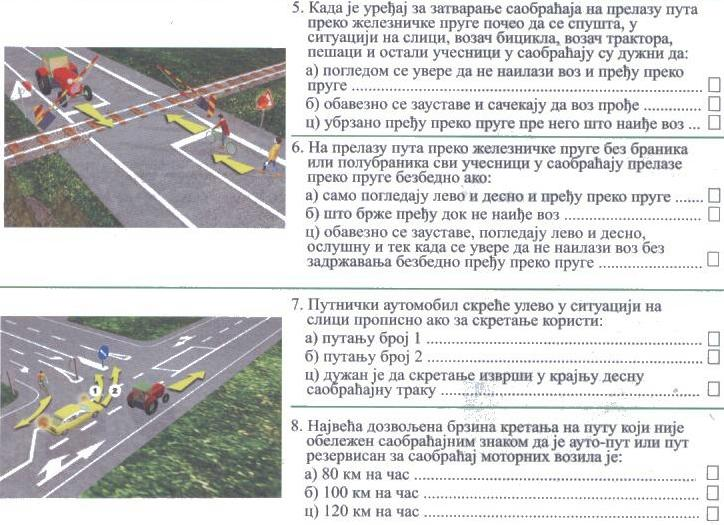 5. Када је уређај за затварање саобраћаја на прелазу пута
преко железничке пруге почео да се спушта, у
ситуацији на слици, возач бицикла, возач трактора,
пешаци и остали учесници у саобраћају су дужни да:
а) погледом се увере да не наилази воз и пређу преко
пруге
б) обавезно се зауставе и сачекају да воз прође
ц) убрзано пређу преко пруге пре него што наиђе воз ...
6. На прелазу пута преко железничке пруге без браника
или полубраника сви учесници у саобраћају прелазе
преко пруге безбедно ако:
а) само погледају лево и десно и пређу преко пруге .......
б) што брже пређу док не наиђе воз
ц) обавезно се зауставе, погледају лево и десно,
ослушну и тек када се увере да не наилази воз без
задржавања безбедно пређу преко пруге
7. Путнички аутомобил скреће улево у ситуацији на
слици прописно ако за скретање користи:
а) путању број 1
б) путању број 2
ц) дужан је да скретање изврши у крајњу десну
саобраћајну траку
1 2
8. Највећа дозвољена брзина кретања на путу који није
обележен саобраћајним знаком да је ауто-пут или пут
резервисан за саобраћај моторних возила је:
а) 80 км на час
б) 100 км на час
ц) 120 км на час